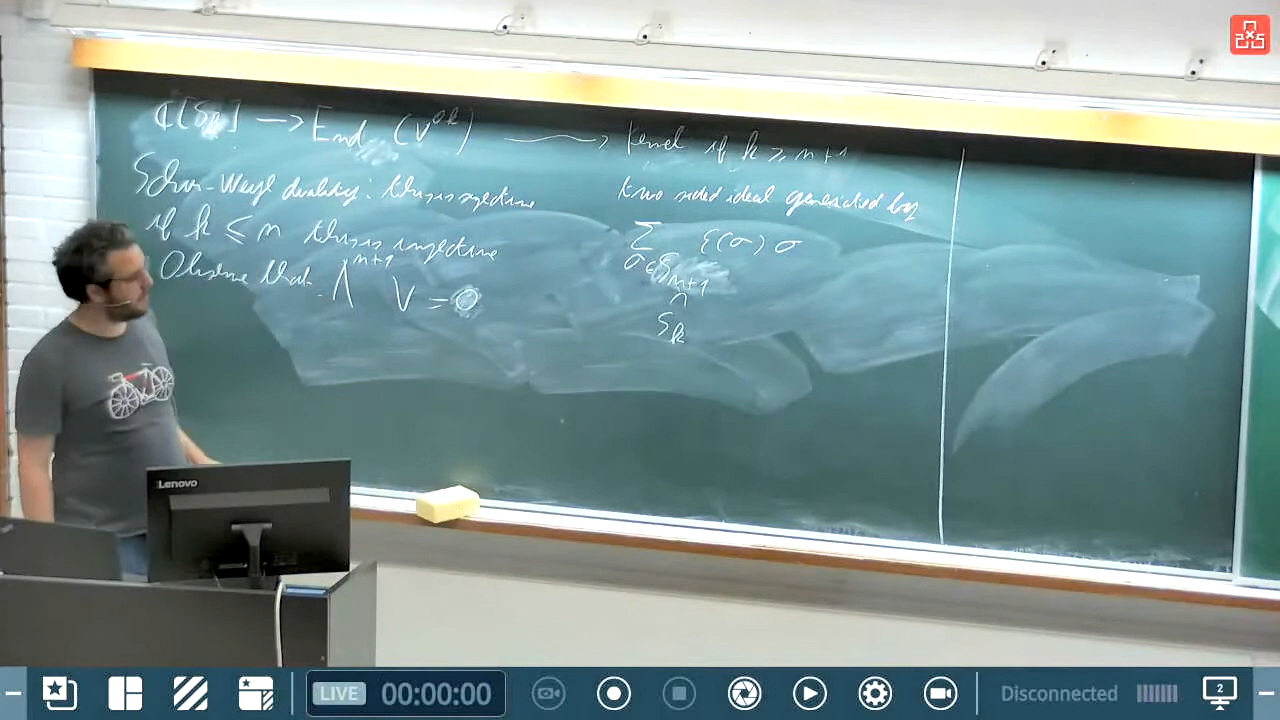 ℂ[S_k] → End (V^{⊗k}) ⟶ kernel if k ≥ n+1
Schur-Weyl duality: this is surjective
if k ≤ n this is injective
Observe that Λ^{n+1} V = 0
two sided ideal generated by
∑ ε(σ) σ
σ∈S_{n+1}
∩
S_k
Lenovo
LIVE 00:00:00
Disconnected
2